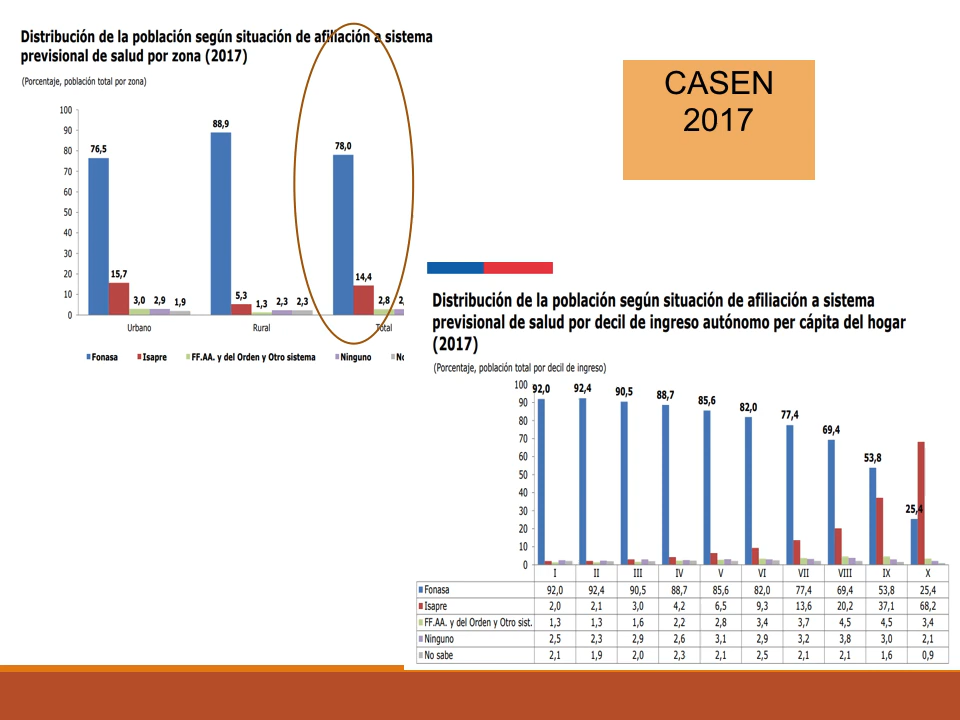 Distribución de la población según situación de afiliación a sistema
previsional de salud por zona (2017)
(Porcentaje, población total por zona)
100
90
80
70
60
50
40
30
20
10
0
76,5
15,7
3,0
2,9
1,9
88,9
5,3
1,3
2,3
2,3
78,0
14,4
2,8
2,
Urbano
Rural
Total
Fonasa
Isapre
FF.AA. y del Orden y Otro sistema
Ninguno
No
CASEN
2017
Distribución de la población según situación de afiliación a sistema
previsional de salud por decil de ingreso autónomo per cápita del hogar
(2017)
(Porcentaje, población total por decil de ingreso)
100
90
80
70
60
50
40
30
20
10
0
92,0
92,4
90,5
88,7
85,6
82,0
77,4
69,4
53,8
25,4
I II III IV V VI VII VIII IX X
Fonasa 92,0 92,4 90,5 88,7 85,6 82,0 77,4 69,4 53,8 25,4
Isapre 2,0 2,1 3,0 4,2 6,5 9,3 13,6 20,2 37,1 68,2
FF.AA. y del Orden y Otro sist. 1,3 1,3 1,6 2,2 2,8 3,4 3,7 4,5 4,5 3,4
Ninguno 2,5 2,3 2,9 2,6 3,1 2,9 3,2 3,8 3,0 2,1
No sabe 2,1 1,9 2,0 2,3 2,1 2,5 2,1 2,1 1,6 0,9